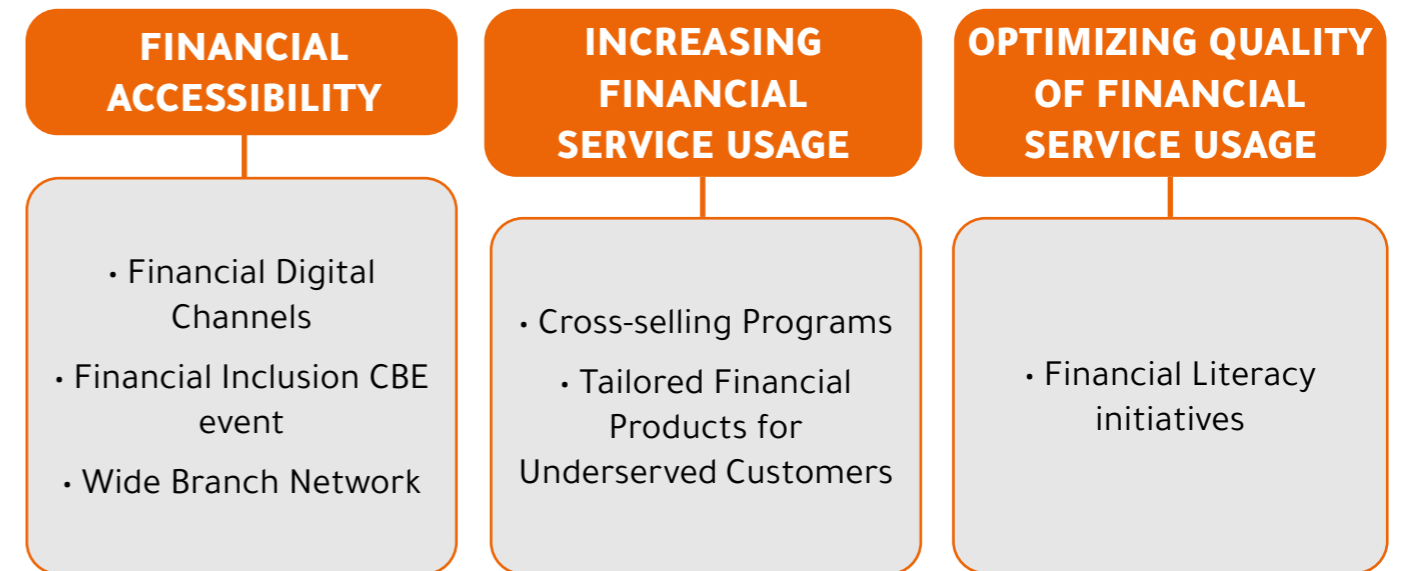 FINANCIAL
ACCESSIBILITY
• Financial Digital
Channels
• Financial Inclusion CBE
event
• Wide Branch Network
INCREASING
FINANCIAL
SERVICE USAGE
• Cross-selling Programs
• Tailored Financial
Products for
Underserved Customers
OPTIMIZING QUALITY
OF FINANCIAL
SERVICE USAGE
• Financial Literacy
initiatives